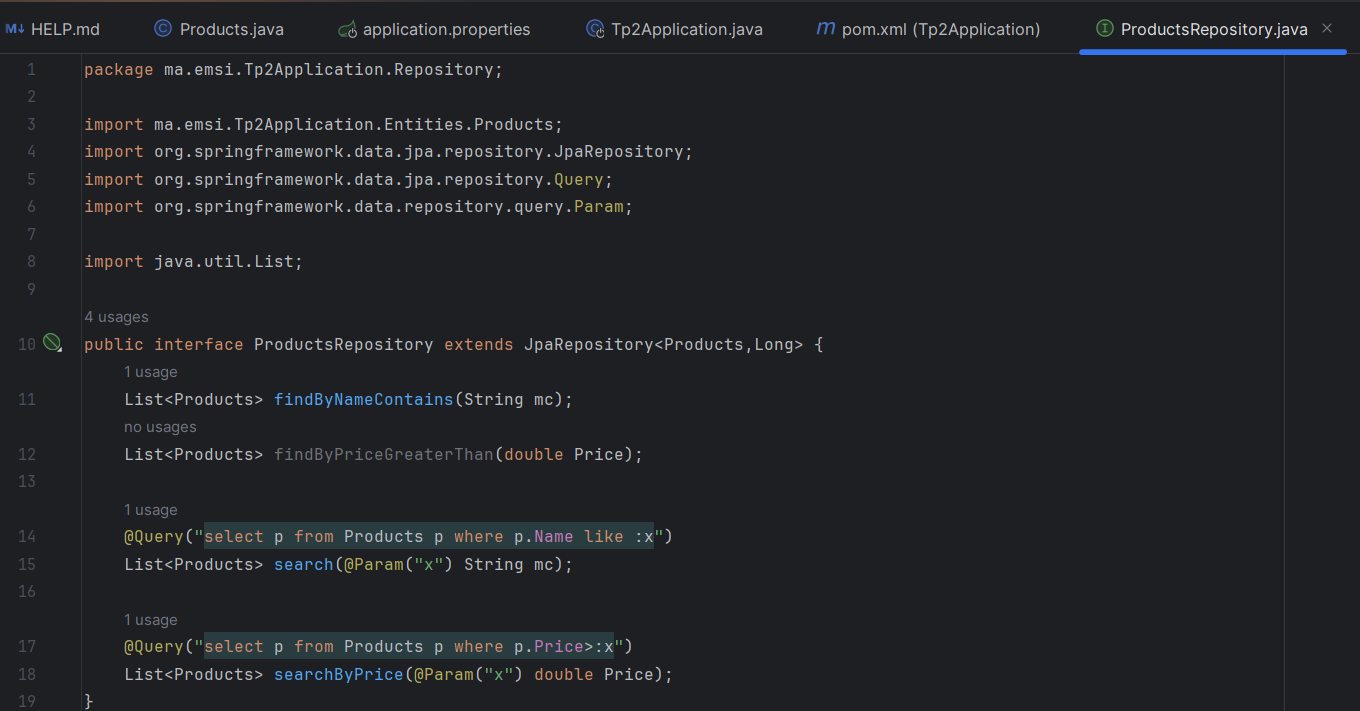 M↓ HELP.md
C Products.java
application.properties
C Tp2Application.java
m pom.xml (Tp2Application)
I ProductsRepository.java ×
1 package ma.emsi.Tp2Application.Repository;
2
3 import ma.emsi.Tp2Application.Entities.Products;
4 import org.springframework.data.jpa.repository.JpaRepository;
5 import org.springframework.data.jpa.repository.Query;
6 import org.springframework.data.repository.query.Param;
7
8 import java.util.List;
9
4 usages
10 public interface ProductsRepository extends JpaRepository<Products,Long> {
1 usage
11 List<Products> findByNameContains(String mc);
no usages
12 List<Products> findByPriceGreaterThan(double Price);
13
1 usage
14 @Query("select p from Products p where p.Name like :x")
15 List<Products> search(@Param("x") String mc);
16
1 usage
17 @Query("select p from Products p where p.Price>:x")
18 List<Products> searchByPrice(@Param("x") double Price);
19 }